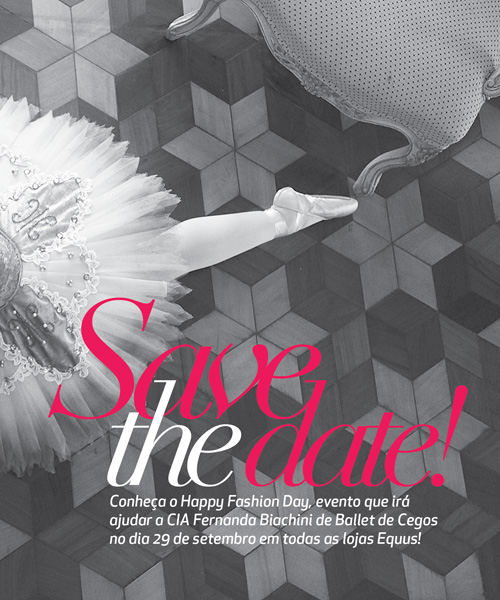 Save
the date!
Conheça o Happy Fashion Day, evento que irá
ajudar a CIA Fernanda Biachini de Ballet de Cegos
no dia 29 de setembro em todas as lojas Equus!